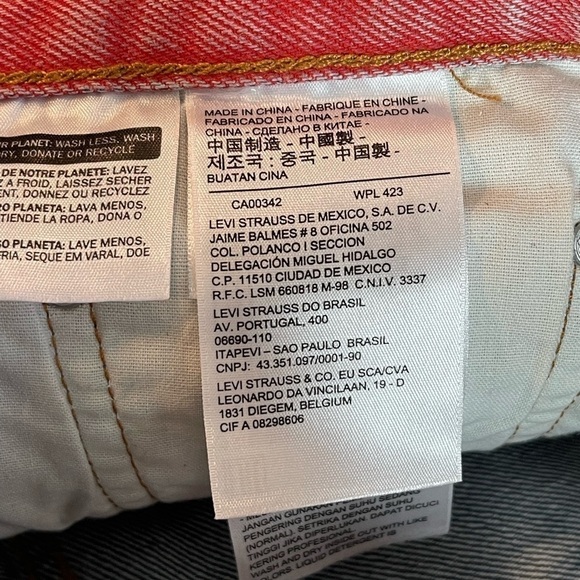 R PLANET: WASH LESS, WASH
RY, DONATE OR RECYCLE
DE NOTRE PLANETE: LAVEZ
Z A FROID, LAISSEZ SECHER
ENT, DONNEZ OU RECYCLEZ
RO PLANETA: LAVA MENOS,
TIENDE LA ROPA, DONA O
SO PLANETA: LAVE MENOS,
FRIA, SEQUE EM VARAL, DOE
MADE IN CHINA - FABRIQUE EN CHINE -
FABRICADO EN CHINA - FABRICADO NA
CHINA - СДЕЛАНО В КИТАЕ -
中国制造 - 中國製 -
제조국 : 중국 - 中国製 -
BUATAN CINA
CA00342 WPL 423
LEVI STRAUSS DE MEXICO, S.A. DE C.V.
JAIME BALMES # 8 OFICINA 502
COL. POLANCO I SECCION
DELEGACIÓN MIGUEL HIDALGO
C.P. 11510 CIUDAD DE MEXICO
R.F.C. LSM 660818 M-98 C.N.I.V. 3337
LEVI STRAUSS DO BRASIL
AV. PORTUGAL, 400
06690-110
ITAPEVI – SAO PAULO BRASIL
CNPJ: 43.351.097/0001-90
LEVI STRAUSS & CO. EU SCA/CVA
LEONARDO DA VINCILAAN, 19 - D
1831 DIEGEM, BELGIUM
CIF A 08298606
JANGAN GUNAKAN
PENGERING DENGAN SUHU SEDANG
NORMAL). SETRIKA DENGAN SUHU
TINGGI JIKA DIPERLUKAN. DAPAT DICUCI
KERING PROFESIONAL.
WASH AND DRY INSIDE OUT WITH LIKE
COLORS. LIQUID DETERGENT IS